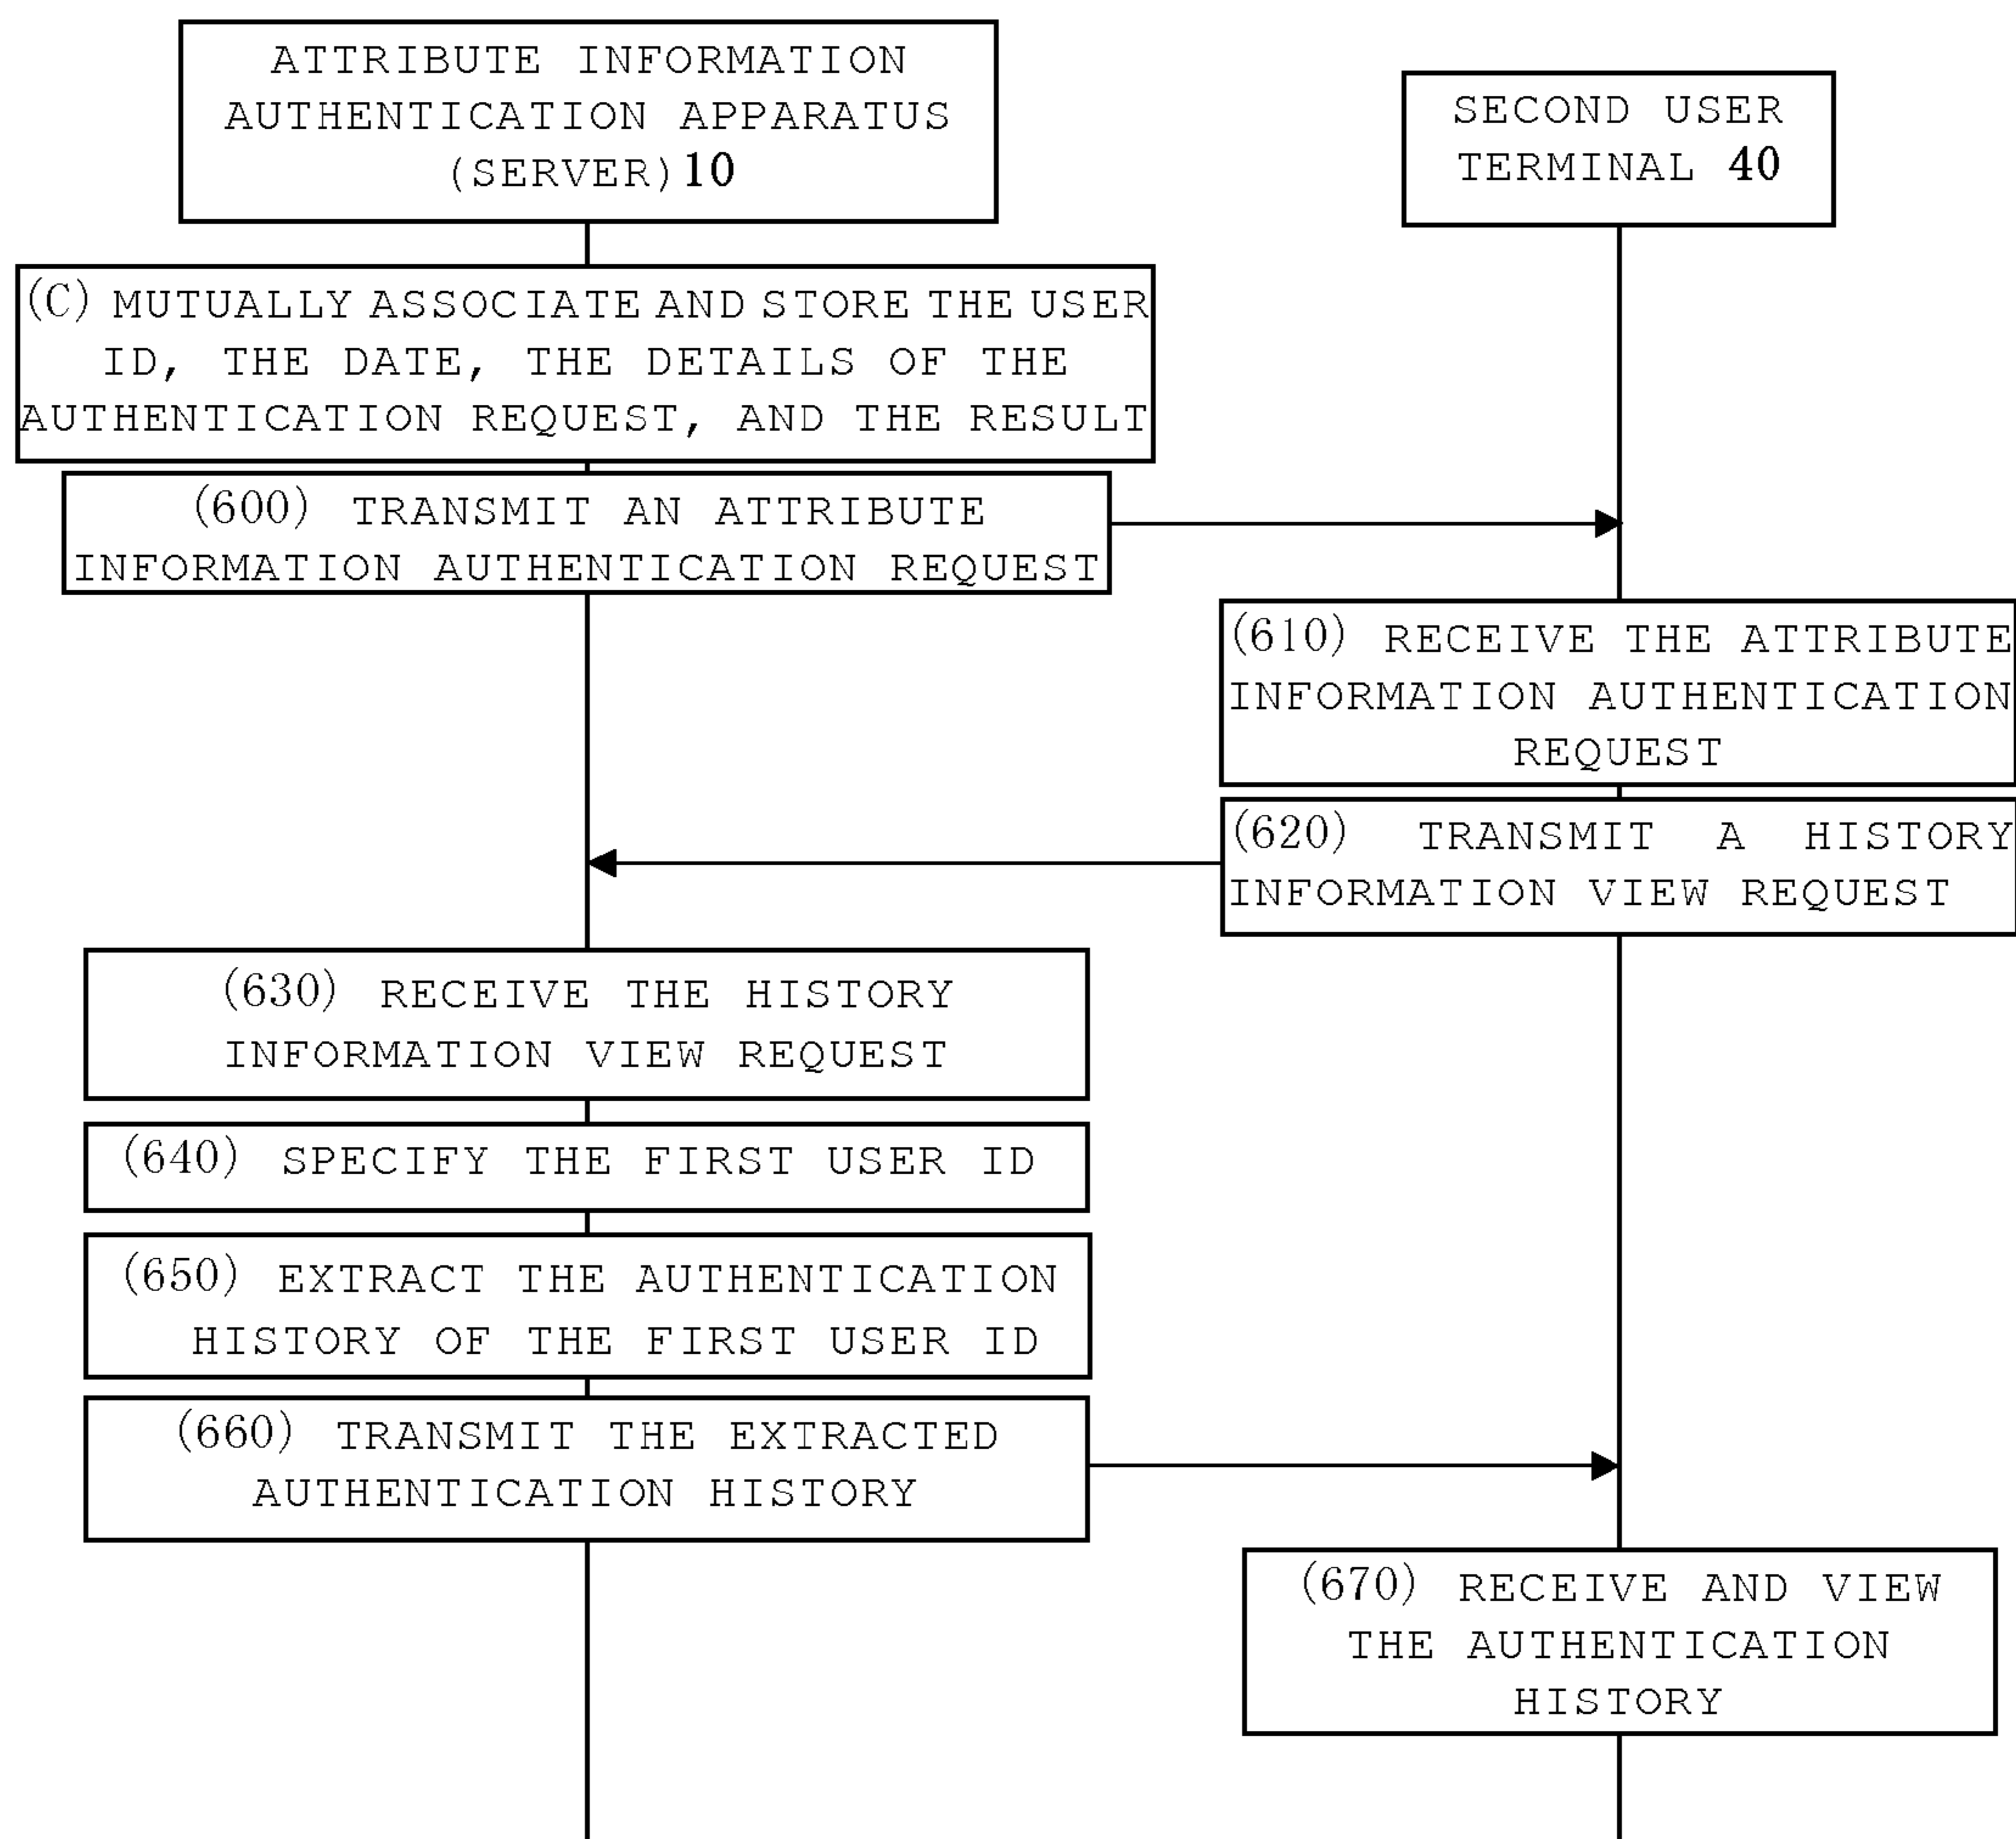 ATTRIBUTE INFORMATION
AUTHENTICATION APPARATUS
(SERVER)10
SECOND USER
TERMINAL 40
(C) MUTUALLY ASSOCIATE AND STORE THE USER
ID, THE DATE, THE DETAILS OF THE
AUTHENTICATION REQUEST, AND THE RESULT
(600) TRANSMIT AN ATTRIBUTE
INFORMATION AUTHENTICATION REQUEST
(610) RECEIVE THE ATTRIBUTE
INFORMATION AUTHENTICATION
REQUEST
(620) TRANSMIT A HISTORY
INFORMATION VIEW REQUEST
(630) RECEIVE THE HISTORY
INFORMATION VIEW REQUEST
(640) SPECIFY THE FIRST USER ID
(650) EXTRACT THE AUTHENTICATION
HISTORY OF THE FIRST USER ID
(660) TRANSMIT THE EXTRACTED
AUTHENTICATION HISTORY
(670) RECEIVE AND VIEW
THE AUTHENTICATION
HISTORY